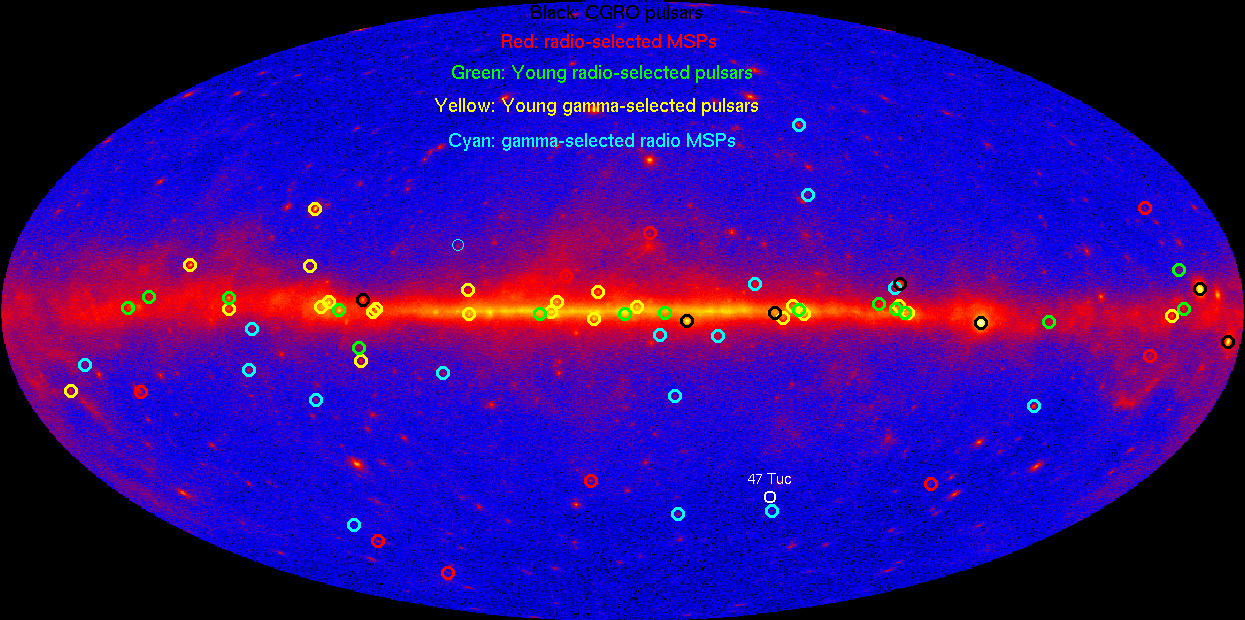 Black: CGRO pulsars
Red: radio-selected MSPs
Green: Young radio-selected pulsars
Yellow: Young gamma-selected pulsars
Cyan: gamma-selected radio MSPs
47 Tuc